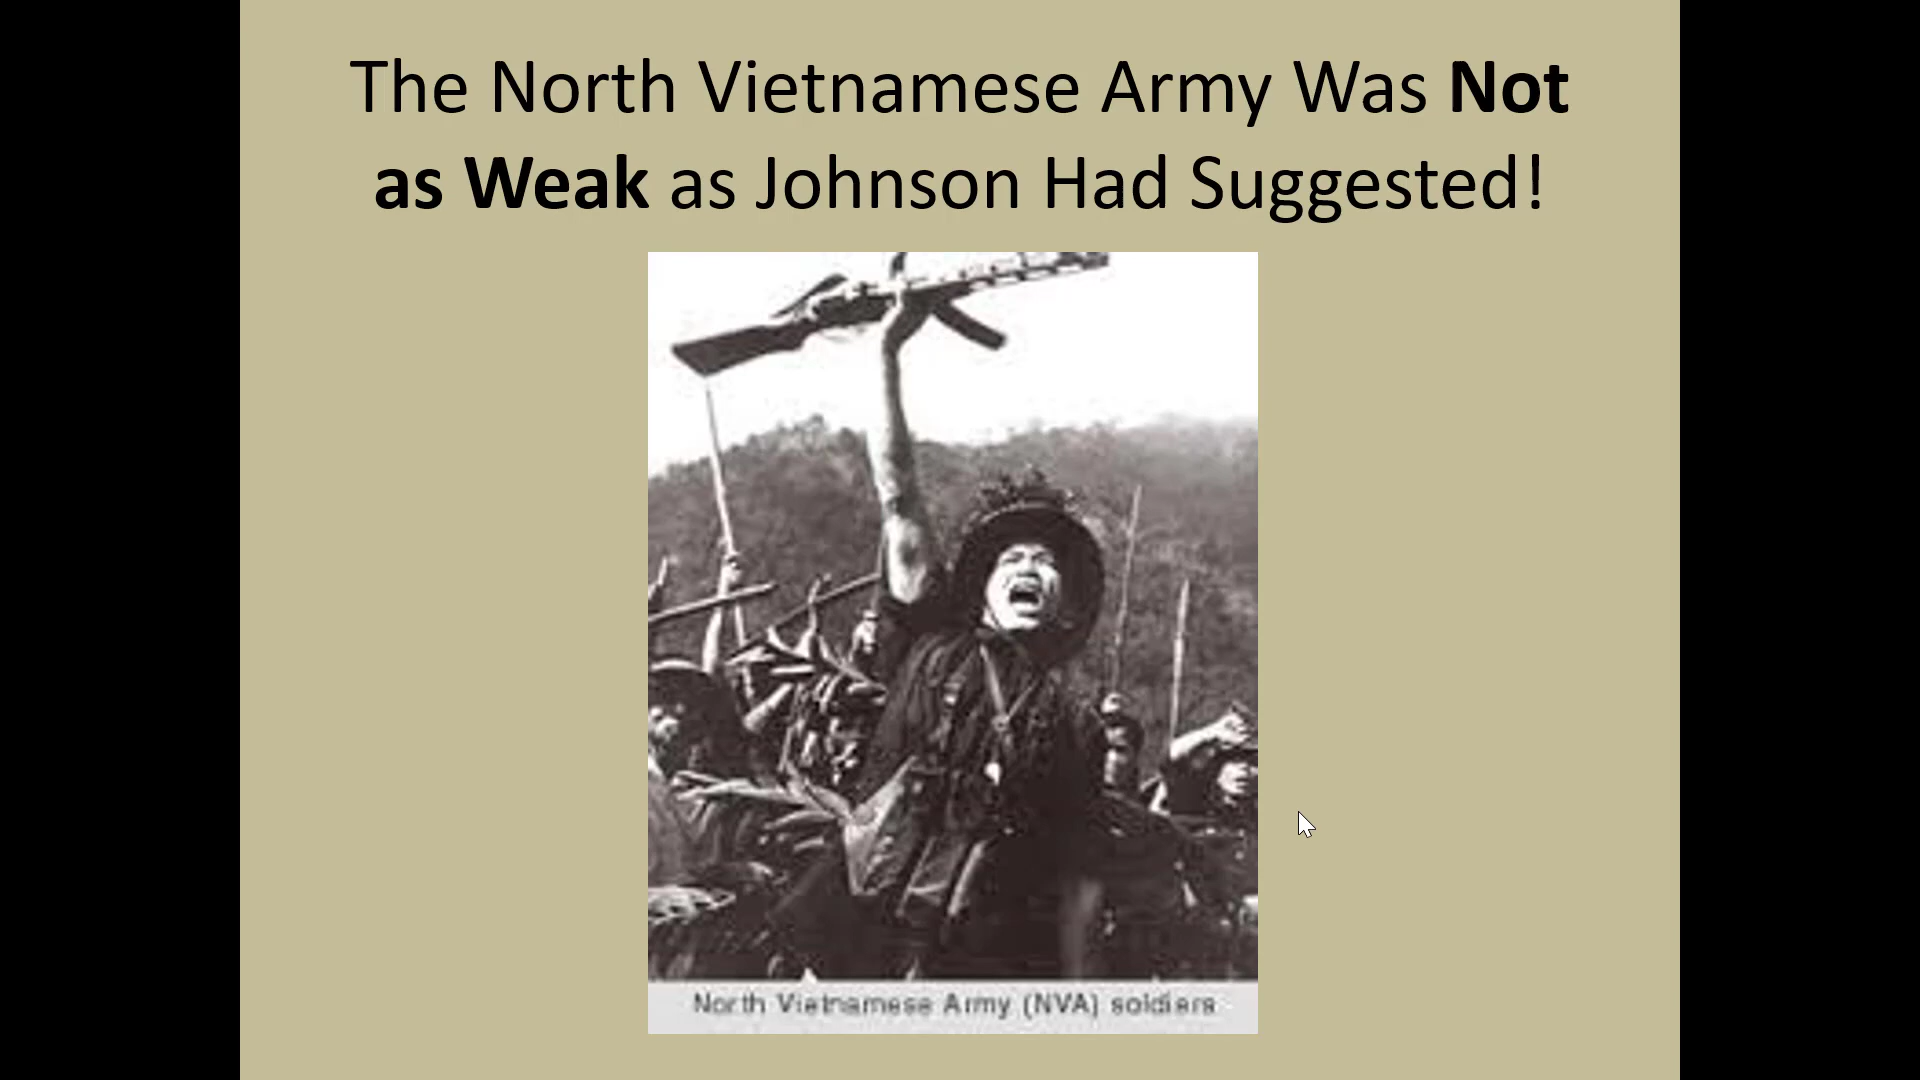 The North Vietnamese Army Was Not
as Weak as Johnson Had Suggested!
North Vietnamese Army (NVA) soldiers